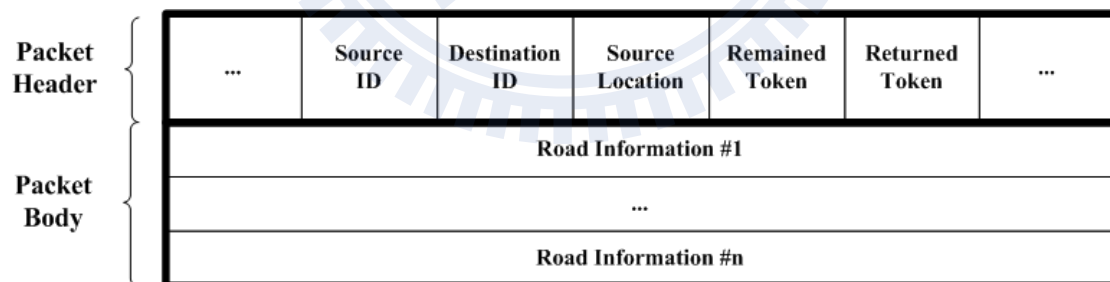 Packet
Header
...
Source
ID
Destination
ID
Source
Location
Remained
Token
Returned
Token
...
Packet
Body
Road Information #1
...
Road Information #n